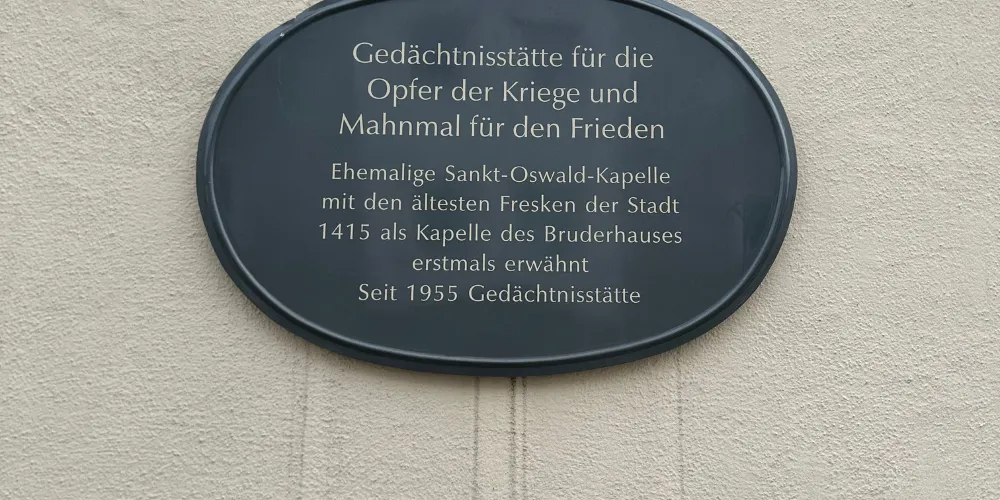 Gedächtnisstätte für die
Opfer der Kriege und
Mahnmal für den Frieden
Ehemalige Sankt-Oswald-Kapelle
mit den ältesten Fresken der Stadt
1415 als Kapelle des Bruderhauses
erstmals erwähnt
Seit 1955 Gedächtnisstätte